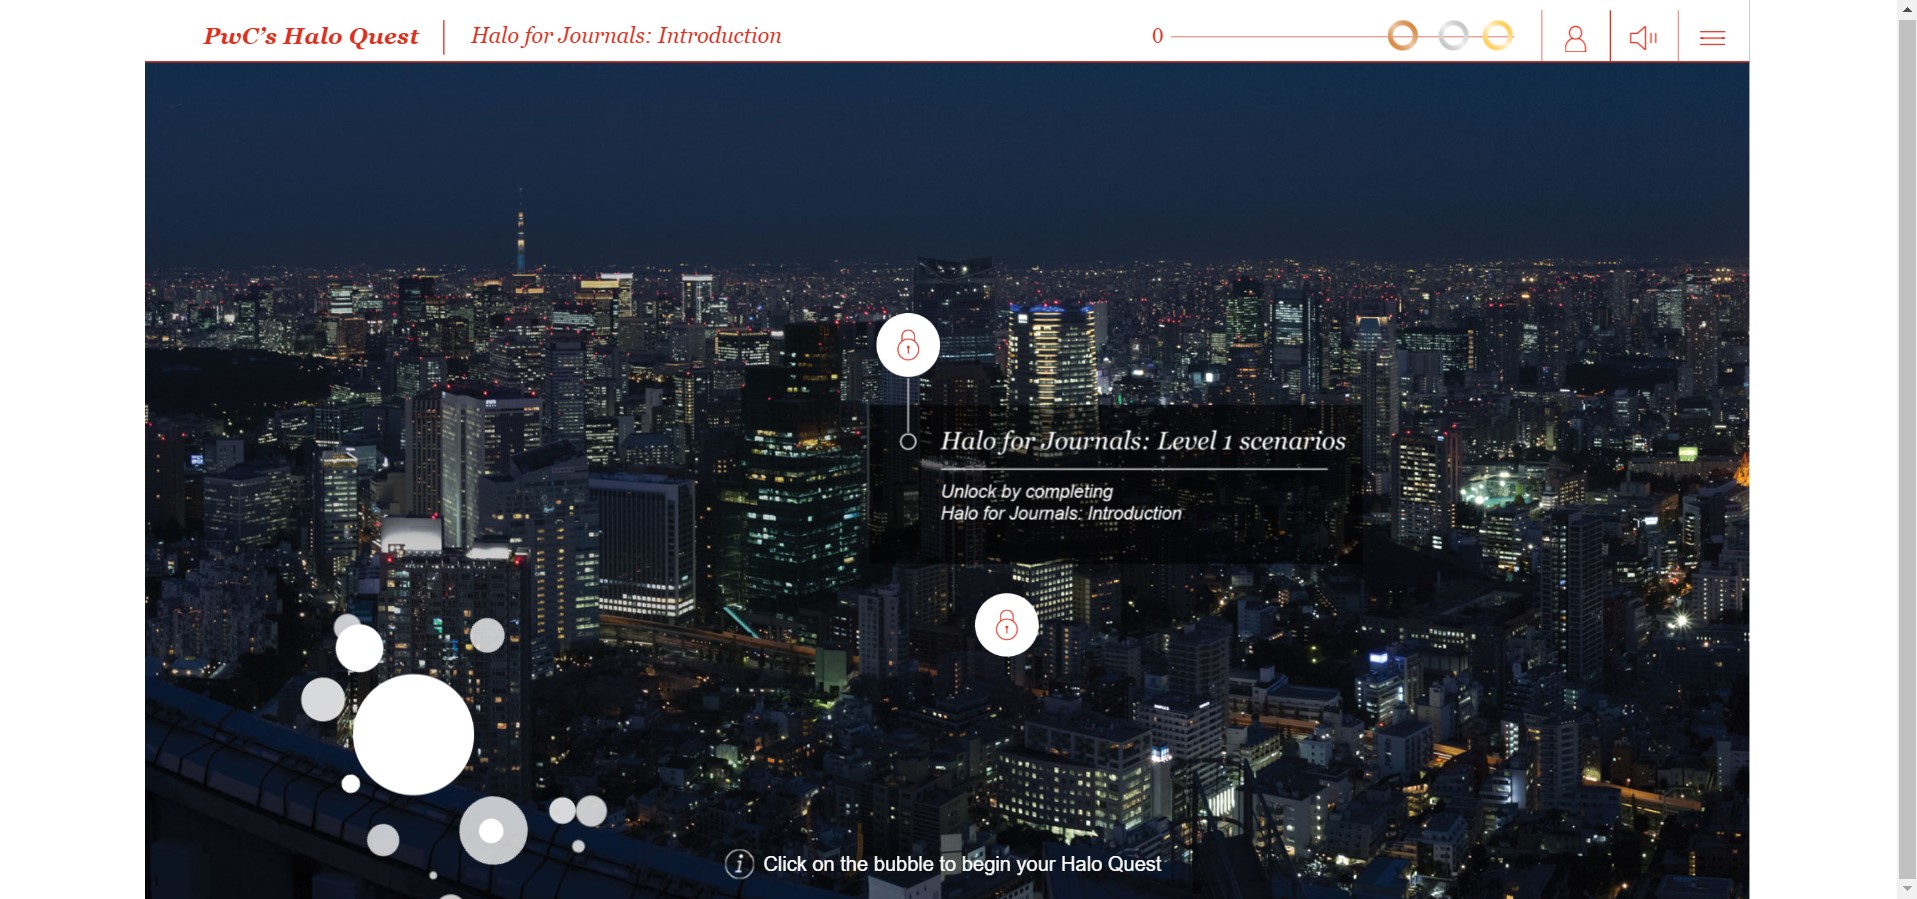 PwC's Halo Quest
Halo for Journals: Introduction
0
Halo for Journals: Level 1 scenarios
Unlock by completing
Halo for Journals: Introduction
Click on the bubble to begin your Halo Quest